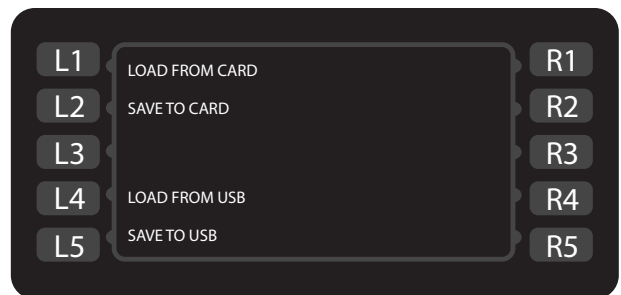 L1 LOAD FROM CARD R1
L2 SAVE TO CARD R2
L3 R3
L4 LOAD FROM USB R4
L5 SAVE TO USB R5